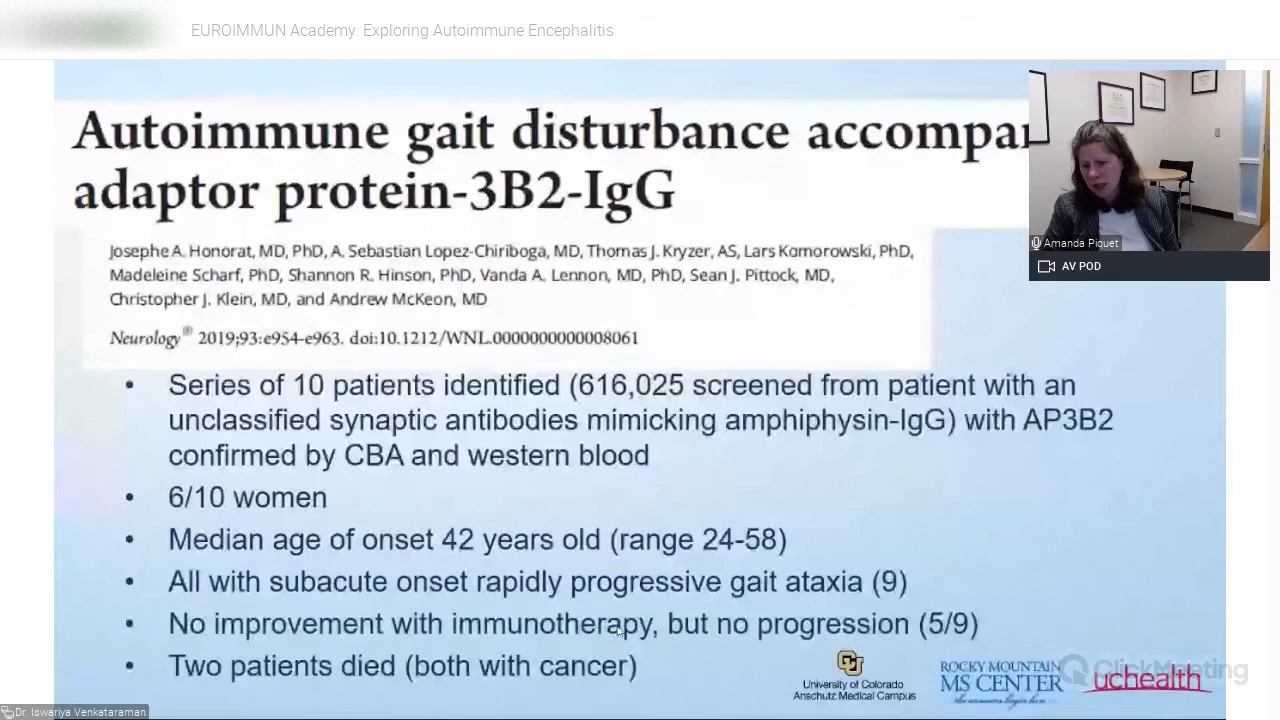 EUROIMMUN Academy: Exploring Autoimmune Encephalitis
Autoimmune gait disturbance accompa
adaptor protein-3B2-IgG
Josephe A. Honorat, MD, PhD, A. Sebastian Lopez-Chiriboga, MD, Thomas J. Kryzer, AS, Lars Komorowski, PhD,
Madeleine Scharf, PhD, Shannon R. Hinson, PhD, Vanda A. Lennon, MD, PhD, Sean J. Pittock, MD,
Christopher J. Klein, MD, and Andrew McKeon, MD
Neurology® 2019;93:e954-e963. doi:10.1212/WNL.0000000000008061
• Series of 10 patients identified (616,025 screened from patient with an
unclassified synaptic antibodies mimicking amphiphysin-IgG) with AP3B2
confirmed by CBA and western blood
• 6/10 women
• Median age of onset 42 years old (range 24-58)
• All with subacute onset rapidly progressive gait ataxia (9)
• No improvement with immunotherapy, but no progression (5/9)
• Two patients died (both with cancer)
Amanda Piquet
AV POD
University of Colorado
Anschutz Medical Campus
ROCKY MOUNTAIN
MS CENTER
uchealth
ClickMeeting
Dr. Iswariya Venkataraman